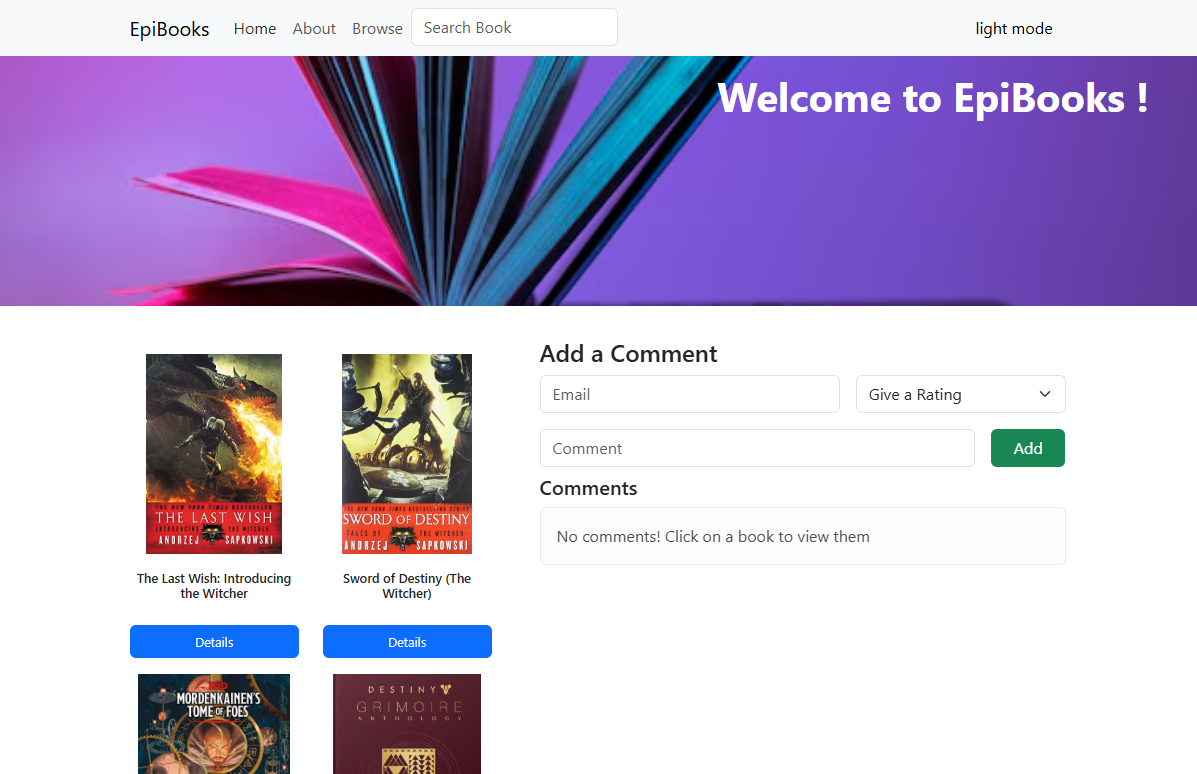 EpiBooks
Home
About
Browse
Search Book
light mode
Welcome to EpiBooks !
Add a Comment
Email
Give a Rating
Comment
Add
Comments
No comments! Click on a book to view them
THE NEW YORK TIMES BESTSELLER
THE LAST WISH
INTRODUCING THE WITCHER
ANDRZEJ SAPKOWSKI
THE NEW YORK TIMES BESTSELLING SERIES
SWORD OF DESTINY
TALES OF THE WITCHER
ANDRZEJ SAPKOWSKI
The Last Wish: Introducing
the Witcher
Sword of Destiny (The
Witcher)
Details
Details
MORDENKAINEN'S
TOME OF FOES
DESTINY
GRIMOIRE
ANTHOLOGY